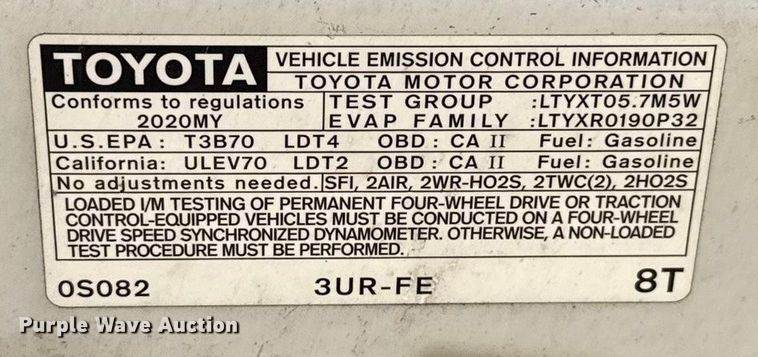 TOYOTA VEHICLE EMISSION CONTROL INFORMATION
TOYOTA MOTOR CORPORATION
Conforms to regulations TEST GROUP :LTYXT05.7M5W
2020MY EVAP FAMILY :LTYXR0190P32
U.S.EPA : T3B70 LDT4 OBD : CA II Fuel: Gasoline
California: ULEV70 LDT2 OBD : CA II Fuel: Gasoline
No adjustments needed. SFI, 2AIR, 2WR-HO2S, 2TWC(2), 2HO2S
LOADED I/M TESTING OF PERMANENT FOUR-WHEEL DRIVE OR TRACTION
CONTROL-EQUIPPED VEHICLES MUST BE CONDUCTED ON A FOUR-WHEEL
DRIVE SPEED SYNCHRONIZED DYNAMOMETER. OTHERWISE, A NON-LOADED
TEST PROCEDURE MUST BE PERFORMED.
0S082 3UR-FE 8T
Purple Wave Auction